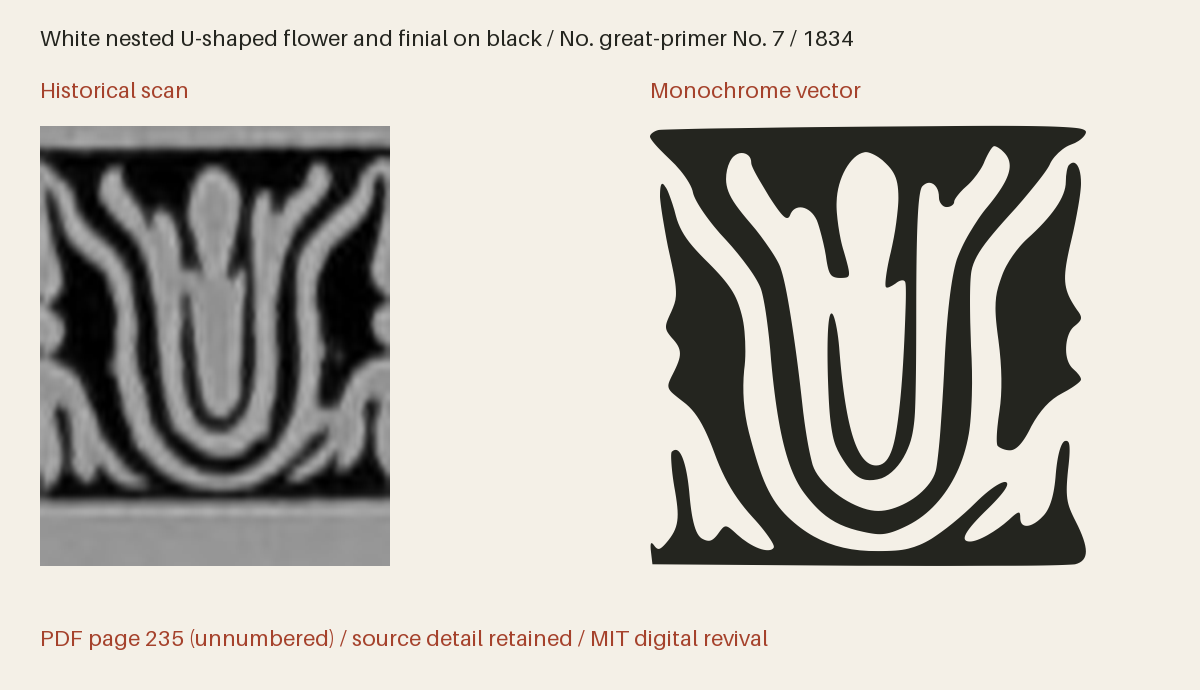 White nested U-shaped flower and finial on black / No. great-primer No. 7 / 1834
Historical scan
Monochrome vector
PDF page 235 (unnumbered) / source detail retained / MIT digital revival